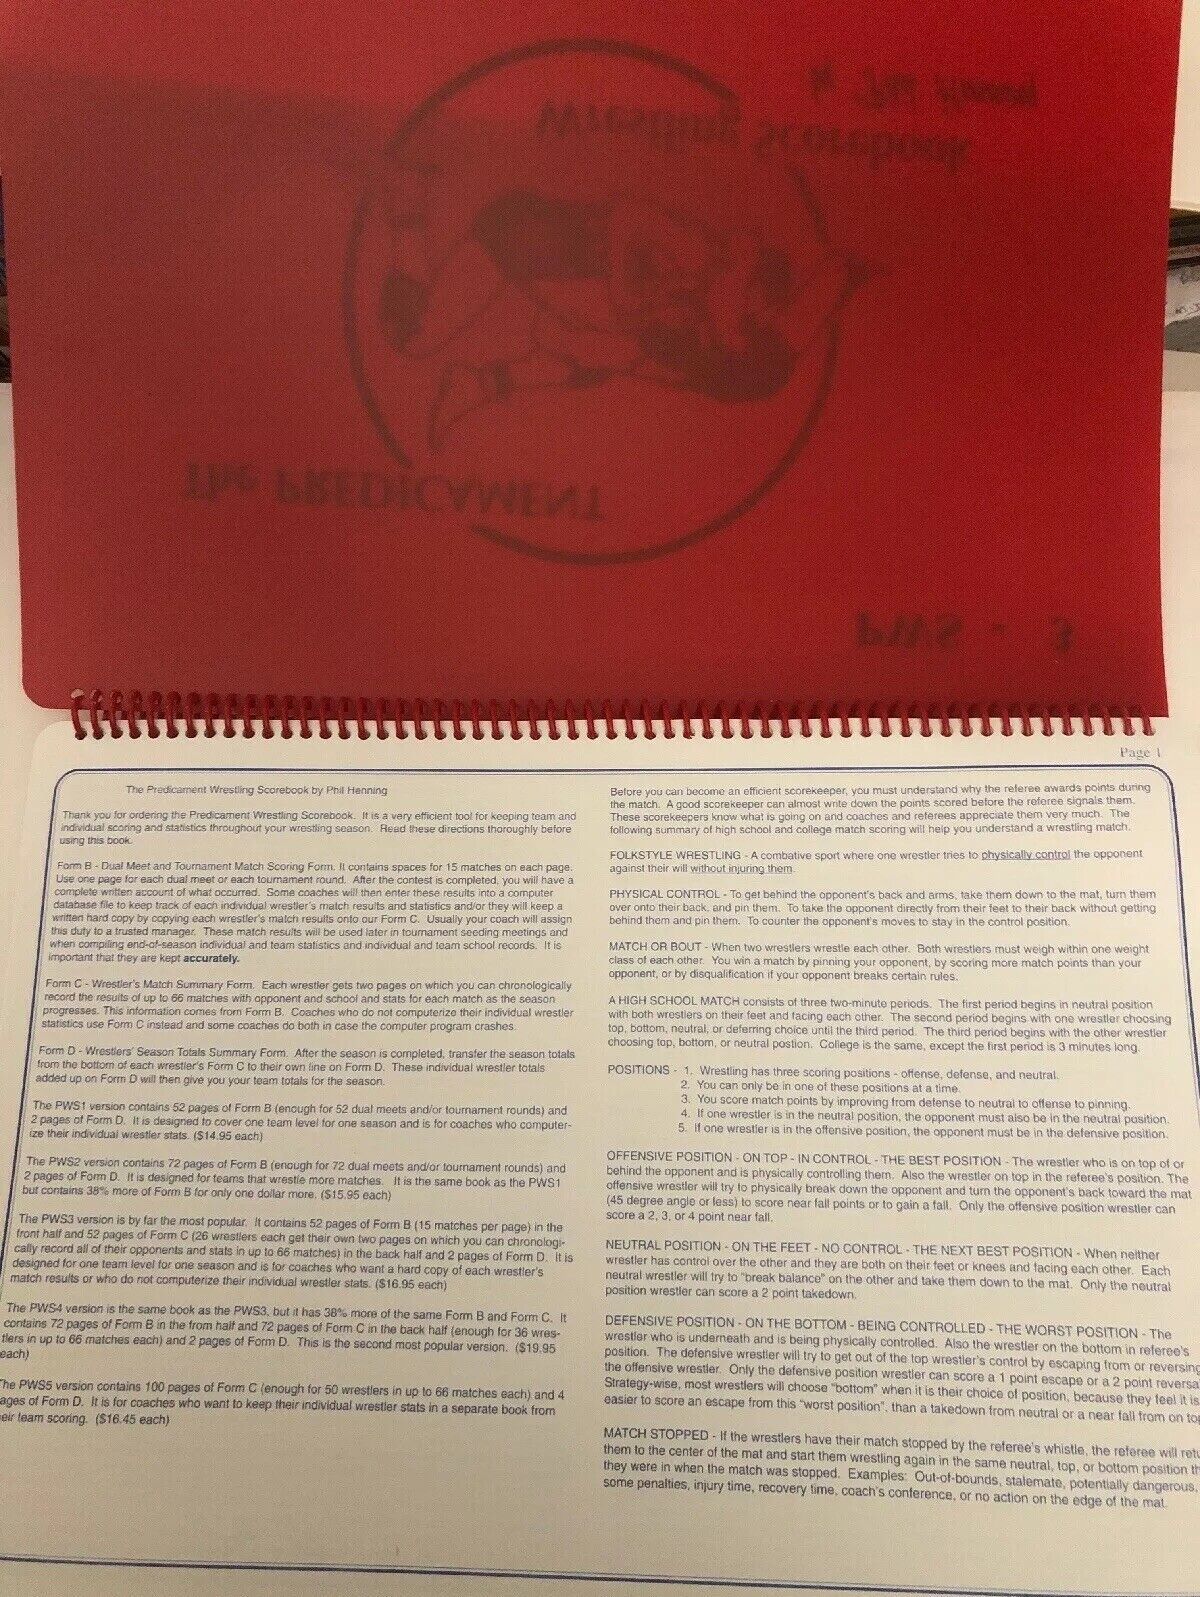 by Phil Henning
Wrestling Scorebook
The PREDICAMENT
PWS - 3
Page 1
The Predicament Wrestling Scorebook by Phil Henning
Thank you for ordering the Predicament Wrestling Scorebook. It is a very efficient tool for keeping team and
individual scoring and statistics throughout your wrestling season. Read these directions thoroughly before
using this book.
Form B - Dual Meet and Tournament Match Scoring Form. It contains spaces for 15 matches on each page.
Use one page for each dual meet or each tournament round. After the contest is completed, you will have a
complete written account of what occurred. Some coaches will then enter these results into a computer
database file to keep track of each individual wrestler's match results and statistics and/or they will keep a
written hard copy by copying each wrestler's match results onto our Form C. Usually your coach will assign
this duty to a trusted manager. These match results will be used later in tournament seeding meetings and
when compiling end-of-season individual and team statistics and individual and team school records. It is
important that they are kept accurately.
Form C - Wrestler's Match Summary Form. Each wrestler gets two pages on which you can chronologically
record the results of up to 66 matches with opponent and school and stats for each match as the season
progresses. This information comes from Form B. Coaches who do not computerize their individual wrestler
statistics use Form C instead and some coaches do both in case the computer program crashes.
Form D - Wrestlers' Season Totals Summary Form. After the season is completed, transfer the season totals
from the bottom of each wrestler's Form C to their own line on Form D. These individual wrestler totals
added up on Form D will then give you your team totals for the season.
The PWS1 version contains 52 pages of Form B (enough for 52 dual meets and/or tournament rounds) and
2 pages of Form D. It is designed to cover one team level for one season and is for coaches who computer-
ize their individual wrestler stats. ($14.95 each)
The PWS2 version contains 72 pages of Form B (enough for 72 dual meets and/or tournament rounds) and
2 pages of Form D. It is designed for teams that wrestle more matches. It is the same book as the PWS1
but contains 38% more of Form B for only one dollar more. ($15.95 each)
The PWS3 version is by far the most popular. It contains 52 pages of Form B (15 matches per page) in the
front half and 52 pages of Form C (26 wrestlers each get their own two pages on which you can chronologi-
cally record all of their opponents and stats in up to 66 matches) in the back half and 2 pages of Form D. It is
designed for one team level for one season and is for coaches who want a hard copy of each wrestler's
match results or who do not computerize their individual wrestler stats. ($16.95 each)
The PWS4 version is the same book as the PWS3, but it has 38% more of the same Form B and Form C. It
contains 72 pages of Form B in the from half and 72 pages of Form C in the back half (enough for 36 wres-
tlers in up to 66 matches each) and 2 pages of Form D. This is the second most popular version. ($19.95
each)
The PWS5 version contains 100 pages of Form C (enough for 50 wrestlers in up to 66 matches each) and 4
ages of Form D. It is for coaches who want to keep their individual wrestler stats in a separate book from
eir team scoring. ($16.45 each)
Before you can become an efficient scorekeeper, you must understand why the referee awards points during
the match. A good scorekeeper can almost write down the points scored before the referee signals them.
These scorekeepers know what is going on and coaches and referees appreciate them very much. The
following summary of high school and college match scoring will help you understand a wrestling match.
FOLKSTYLE WRESTLING - A combative sport where one wrestler tries to physically control the opponent
against their will without injuring them.
PHYSICAL CONTROL - To get behind the opponent's back and arms, take them down to the mat, turn them
over onto their back, and pin them. To take the opponent directly from their feet to their back without getting
behind them and pin them. To counter the opponent's moves to stay in the control position.
MATCH OR BOUT - When two wrestlers wrestle each other. Both wrestlers must weigh within one weight
class of each other. You win a match by pinning your opponent, by scoring more match points than your
opponent, or by disqualification if your opponent breaks certain rules.
A HIGH SCHOOL MATCH consists of three two-minute periods. The first period begins in neutral position
with both wrestlers on their feet and facing each other. The second period begins with one wrestler choosing
top, bottom, neutral, or deferring choice until the third period. The third period begins with the other wrestler
choosing top, bottom, or neutral postion. College is the same, except the first period is 3 minutes long.
POSITIONS - 1. Wrestling has three scoring positions - offense, defense, and neutral.
2. You can only be in one of these positions at a time.
3. You score match points by improving from defense to neutral to offense to pinning.
4. If one wrestler is in the neutral position, the opponent must also be in the neutral position.
5. If one wrestler is in the offensive position, the opponent must be in the defensive position.
OFFENSIVE POSITION - ON TOP - IN CONTROL - THE BEST POSITION - The wrestler who is on top of or
behind the opponent and is physically controlling them. Also the wrestler on top in the referee's position. The
offensive wrestler will try to physically break down the opponent and turn the opponent's back toward the mat
(45 degree angle or less) to score near fall points or to gain a fall. Only the offensive position wrestler can
score a 2, 3, or 4 point near fall.
NEUTRAL POSITION - ON THE FEET - NO CONTROL - THE NEXT BEST POSITION - When neither
wrestler has control over the other and they are both on their feet or knees and facing each other. Each
neutral wrestler will try to "break balance" on the other and take them down to the mat. Only the neutral
position wrestler can score a 2 point takedown.
DEFENSIVE POSITION - ON THE BOTTOM - BEING CONTROLLED - THE WORST POSITION - The
wrestler who is underneath and is being physically controlled. Also the wrestler on the bottom in referee's
position. The defensive wrestler will try to get out of the top wrestler's control by escaping from or reversing
the offensive wrestler. Only the defensive position wrestler can score a 1 point escape or a 2 point reversa
Strategy-wise, most wrestlers will choose "bottom" when it is their choice of position, because they feel it is
easier to score an escape from this "worst position", than a takedown from neutral or a near fall from on top
MATCH STOPPED - If the wrestlers have their match stopped by the referee's whistle, the referee will retu
them to the center of the mat and start them wrestling again in the same neutral, top, or bottom position th
they were in when the match was stopped. Examples: Out-of-bounds, stalemate, potentially dangerous,
some penalties, injury time, recovery time, coach's conference, or no action on the edge of the mat.